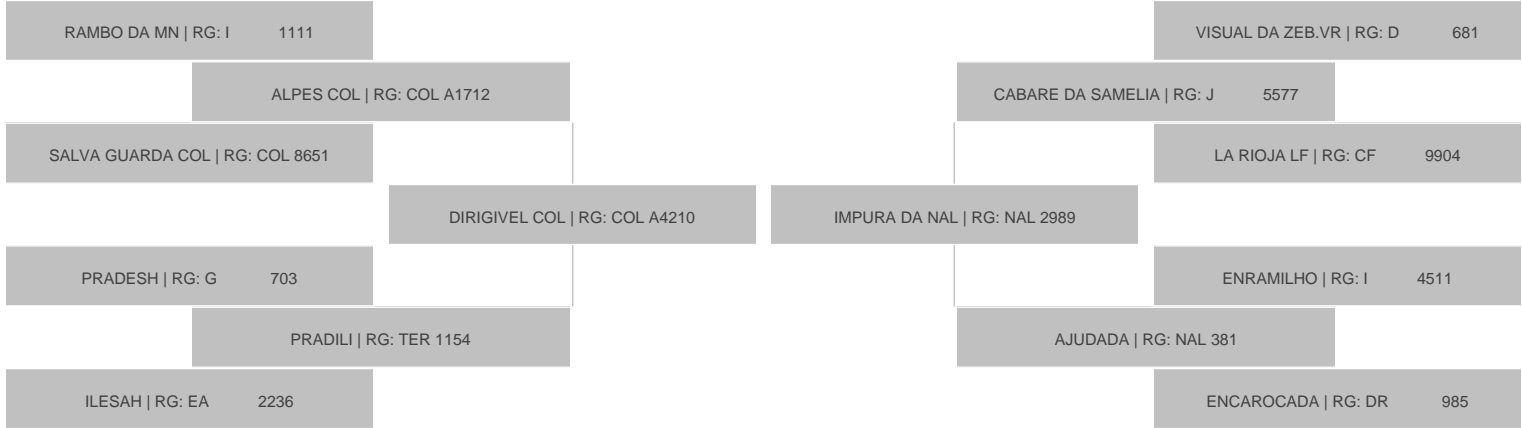 RAMBO DA MN | RG: I 1111
VISUAL DA ZEB.VR | RG: D 681
ALPES COL | RG: COL A1712
CABARE DA SAMELIA | RG: J 5577
SALVA GUARDA COL | RG: COL 8651
LA RIOJA LF | RG: CF 9904
DIRIGIVEL COL | RG: COL A4210
IMPURA DA NAL | RG: NAL 2989
PRADESH | RG: G 703
ENRAMILHO | RG: I 4511
PRADILI | RG: TER 1154
AJUDADA | RG: NAL 381
ILESAH | RG: EA 2236
ENCAROCADA | RG: DR 985